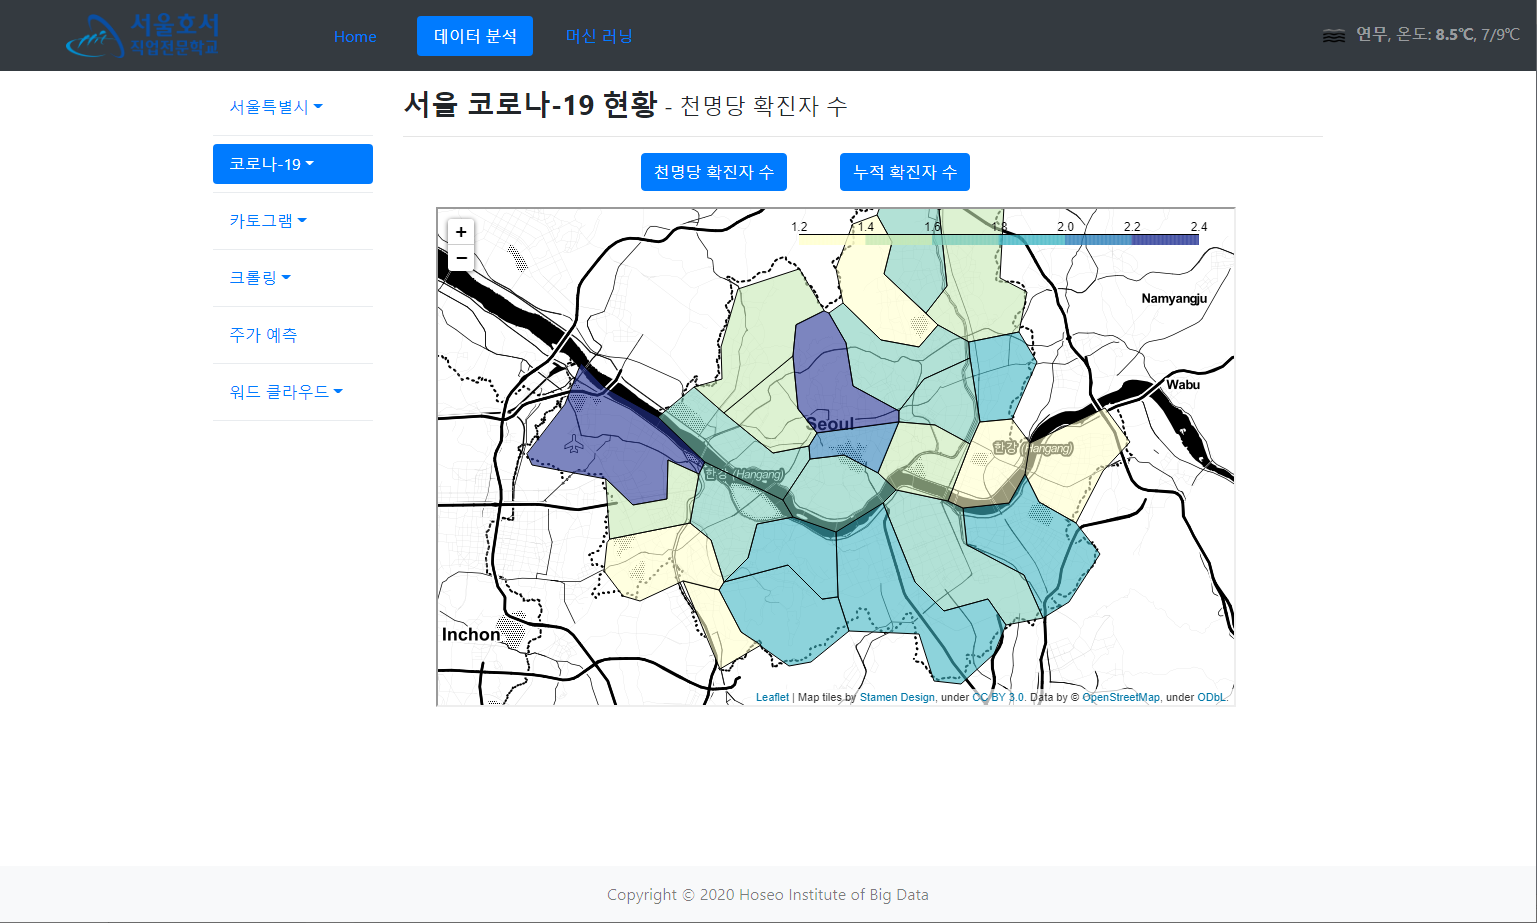 서울호서
직업전문학교
Home
데이터 분석
머신 러닝
연무, 온도: 8.5℃, 7/9℃
서울특별시
코로나-19
카토그램
크롤링
주가 예측
워드 클라우드
서울 코로나-19 현황 - 천명당 확진자 수
천명당 확진자 수
누적 확진자 수
+
−
1.2 1.4 1.6 1.8 2.0 2.2 2.4
Namyangju
Wabu
Seoul
한강 (Hangang)
한강 (Hangang)
Inchon
Leaflet | Map tiles by Stamen Design, under CC BY 3.0. Data by © OpenStreetMap, under ODbL.
Copyright © 2020 Hoseo Institute of Big Data